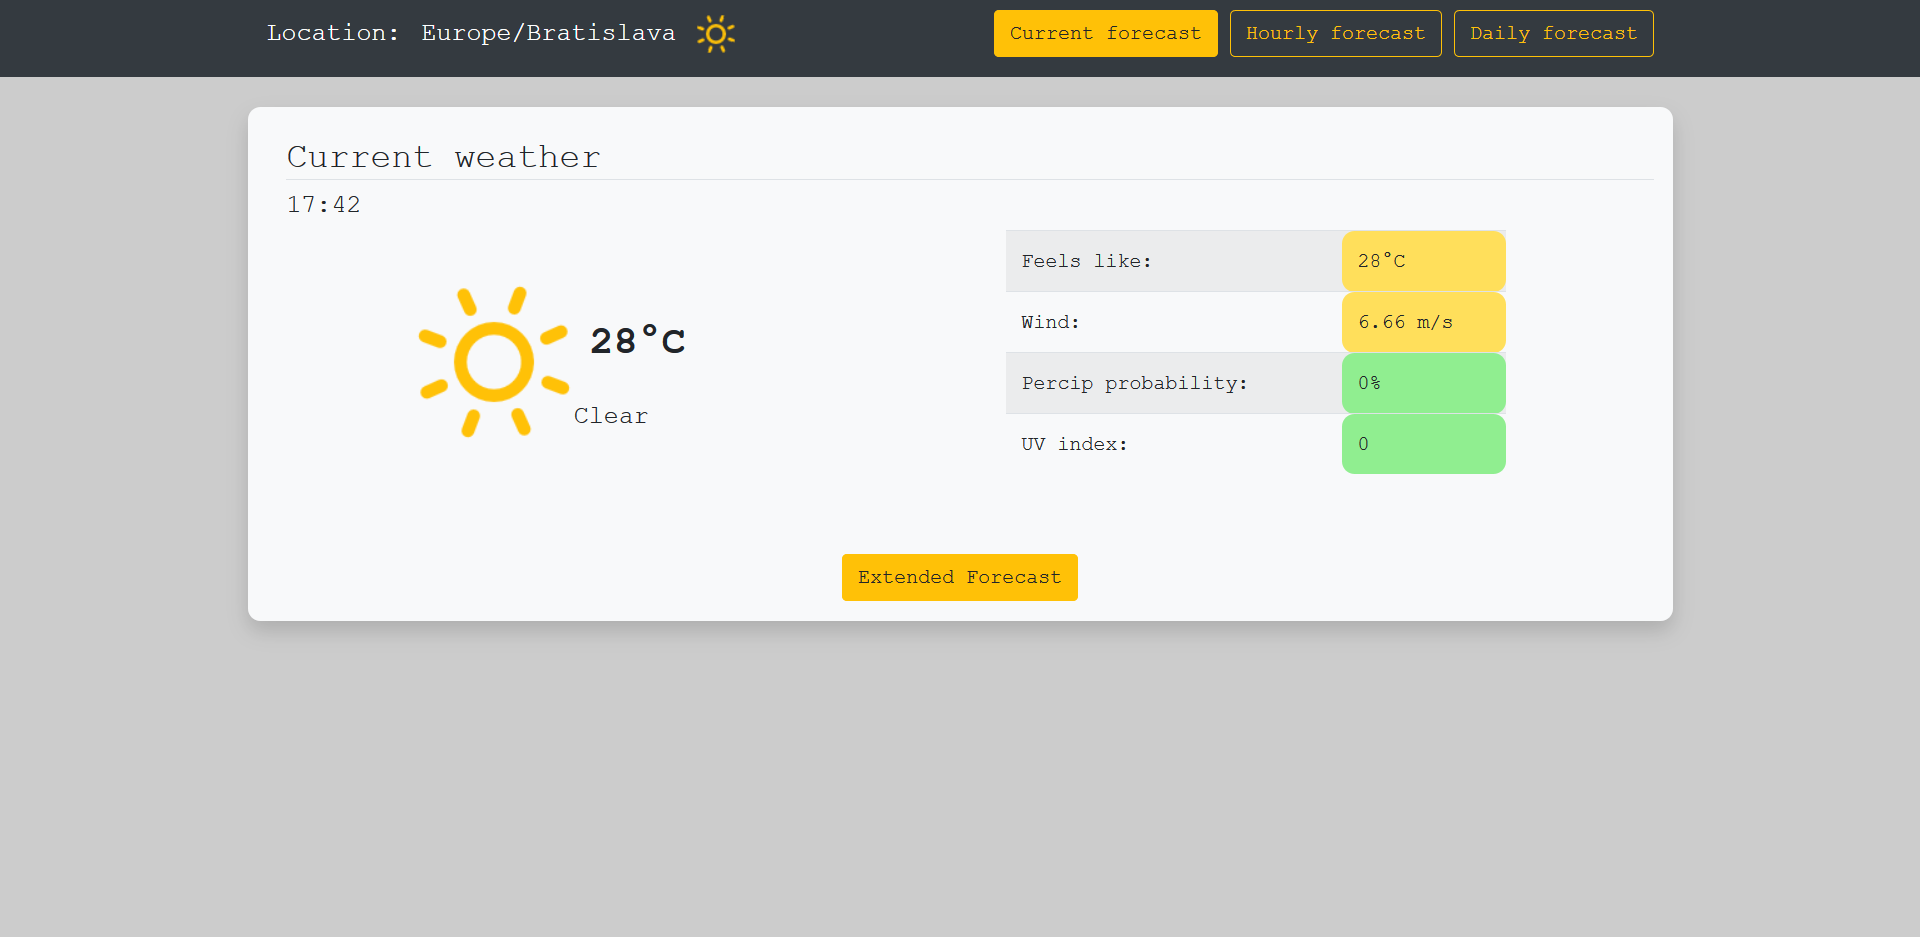 Location: Europe/Bratislava
Current forecast
Hourly forecast
Daily forecast
Current weather
17:42
28°C
Clear
Feels like: 28°C
Wind: 6.66 m/s
Percip probability: 0%
UV index: 0
Extended Forecast